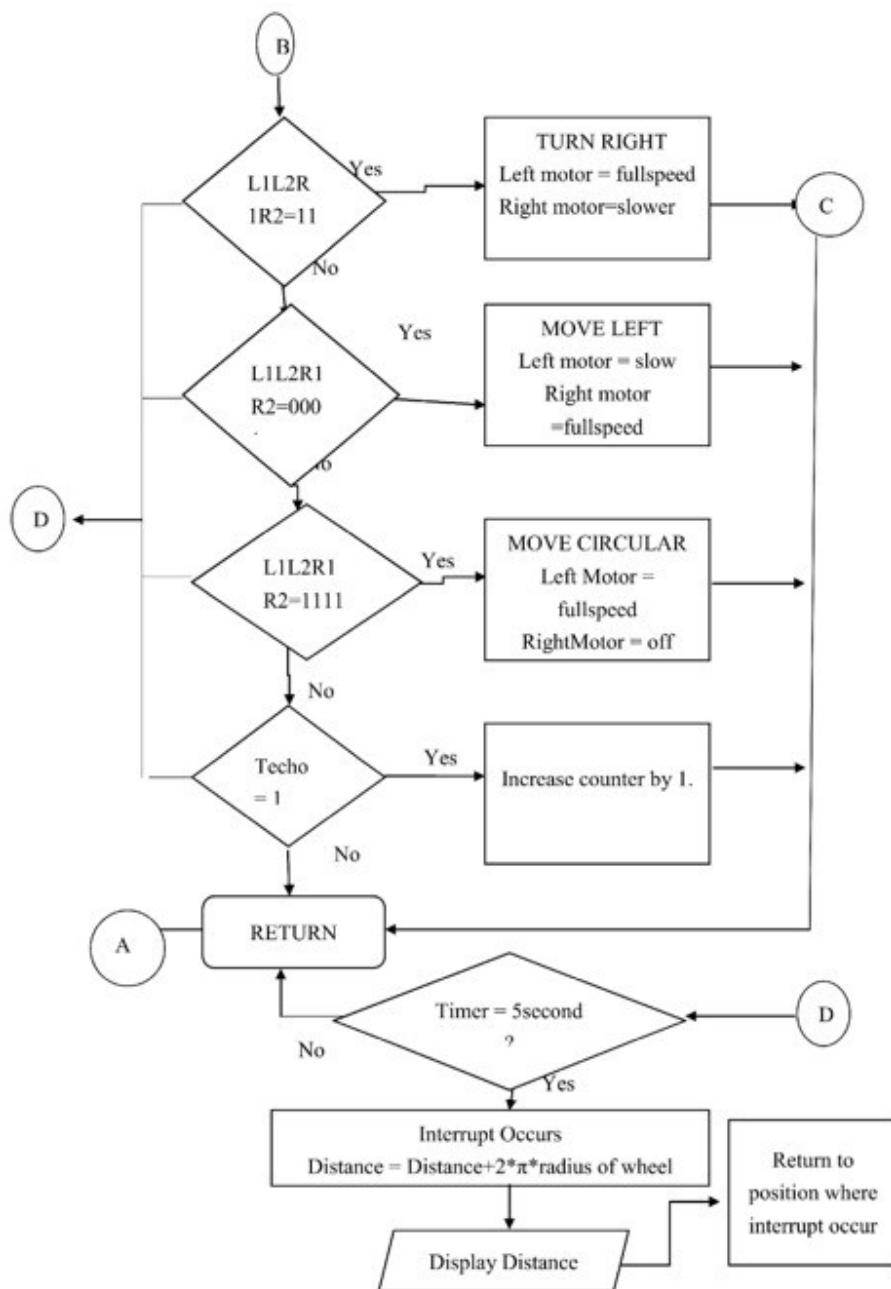 B
L1L2R
1R2=11
Yes
TURN RIGHT
Left motor = fullspeed
Right motor=slower
C
No
L1L2R1
R2=000
Yes
MOVE LEFT
Left motor = slow
Right motor
=fullspeed
No
D
L1L2R1
R2=1111
Yes
MOVE CIRCULAR
Left Motor =
fullspeed
RightMotor = off
No
Techo
= 1
Yes
Increase counter by 1.
No
A
RETURN
Timer = 5second
?
D
No
Yes
Interrupt Occurs
Distance = Distance+2*π*radius of wheel
Return to
position where
interrupt occur
Display Distance